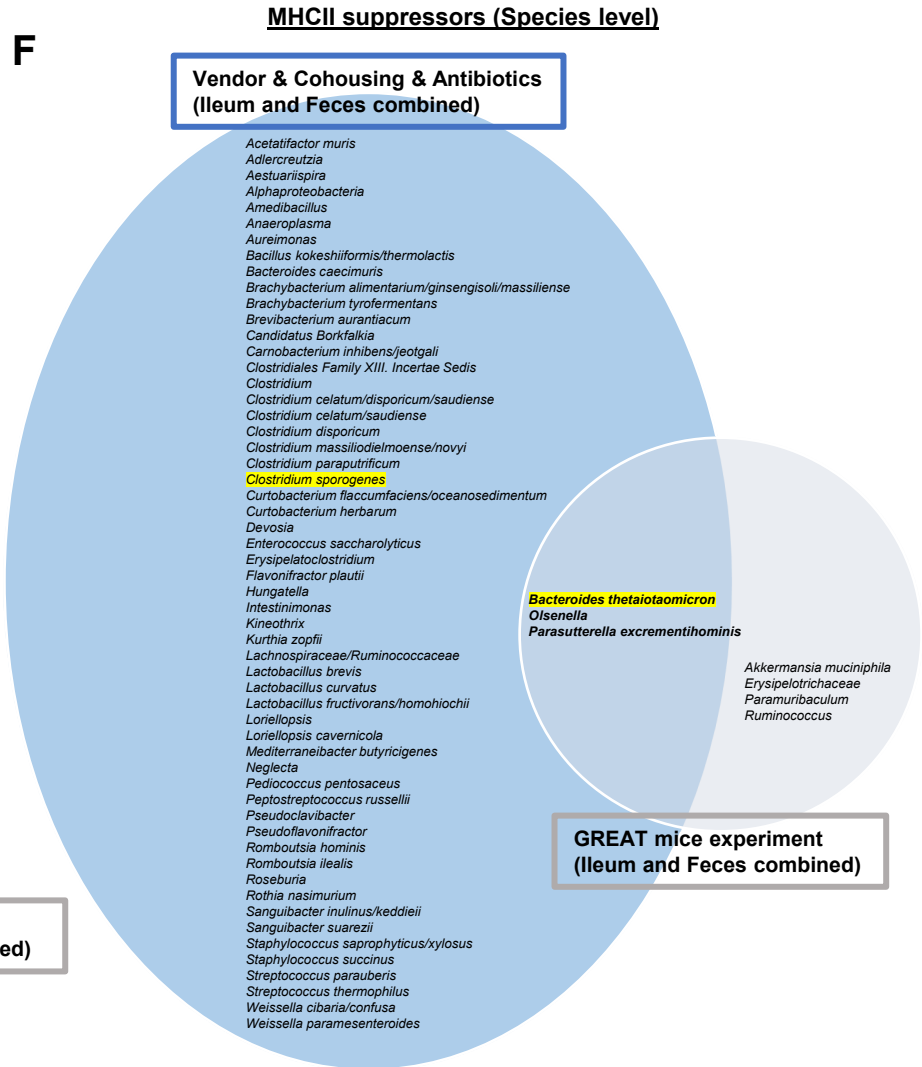 MHCII suppressors (Species level)
F
Vendor & Cohousing & Antibiotics
(Ileum and Feces combined)
Acetatifactor muris
Adlercreutzia
Aestuariispira
Alphaproteobacteria
Amedibacillus
Anaeroplasma
Aureimonas
Bacillus kokeshiiformis/thermolactis
Bacteroides caecimuris
Brachybacterium alimentarium/ginsengisoli/massiliense
Brachybacterium tyrofermentans
Brevibacterium aurantiacum
Candidatus Borkfalkia
Carnobacterium inhibens/jeotgali
Clostridiales Family XIII. Incertae Sedis
Clostridium
Clostridium celatum/disporicum/saudiense
Clostridium celatum/saudiense
Clostridium disporicum
Clostridium massiliodielmoense/novyi
Clostridium paraputrificum
Clostridium sporogenes
Curtobacterium flaccumfaciens/oceanosedimentum
Curtobacterium herbarum
Devosia
Enterococcus saccharolyticus
Erysipelatoclostridium
Flavonifractor plautii
Hungatella
Intestinimonas
Kineothrix
Kurthia zopfii
Lachnospiraceae/Ruminococcaceae
Lactobacillus brevis
Lactobacillus curvatus
Lactobacillus fructivorans/homohiochii
Loriellopsis
Loriellopsis cavernicola
Mediterraneibacter butyricigenes
Neglecta
Pediococcus pentosaceus
Peptostreptococcus russellii
Pseudoclavibacter
Pseudoflavonifractor
Romboutsia hominis
Romboutsia ilealis
Roseburia
Rothia nasimurium
Sanguibacter inulinus/keddieii
Sanguibacter suarezii
Staphylococcus saprophyticus/xylosus
Staphylococcus succinus
Streptococcus parauberis
Streptococcus thermophilus
Weissella cibaria/confusa
Weissella paramesenteroides
Bacteroides thetaiotaomicron
Olsenella
Parasutterella excrementihominis
Akkermansia muciniphila
Erysipelotrichaceae
Paramuribaculum
Ruminococcus
GREAT mice experiment
(Ileum and Feces combined)
ed)